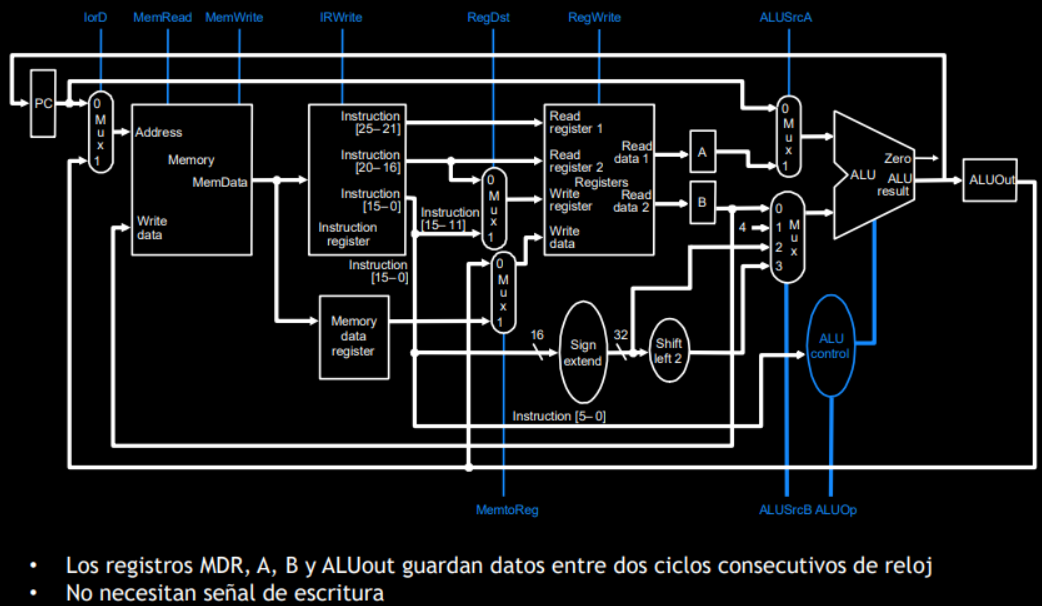 IorD MemRead MemWrite IRWrite RegDst RegWrite ALUSrcA
PC
0
M
u
x
1
Address
Memory
MemData
Write
data
Instruction
[25–21]
Instruction
[20–16]
Instruction
[15–0]
Instruction
register
Instruction
[15–0]
Memory
data
register
Instruction
[15–11]
0
M
u
x
1
0
M
u
x
1
Read
register 1
Read
register 2
Registers
Write
register
Write
data
Read
data 1
Read
data 2
A
B
16
Sign
extend
32
Shift
left 2
Instruction [5–0]
0
M
u
x
1
4
0
1
2
3
M
u
x
Zero
ALU
ALU
result
ALUOut
ALU
control
MemtoReg ALUSrcB ALUOp
• Los registros MDR, A, B y ALUout guardan datos entre dos ciclos consecutivos de reloj
• No necesitan señal de escritura